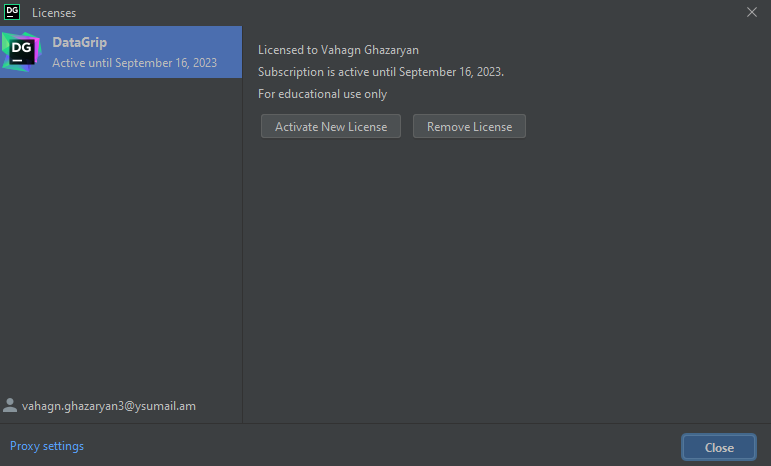 DG Licenses
DG
DataGrip
Active until September 16, 2023
Licensed to Vahagn Ghazaryan
Subscription is active until September 16, 2023.
For educational use only
Activate New License
Remove License
vahagn.ghazaryan3@ysumail.am
Proxy settings
Close